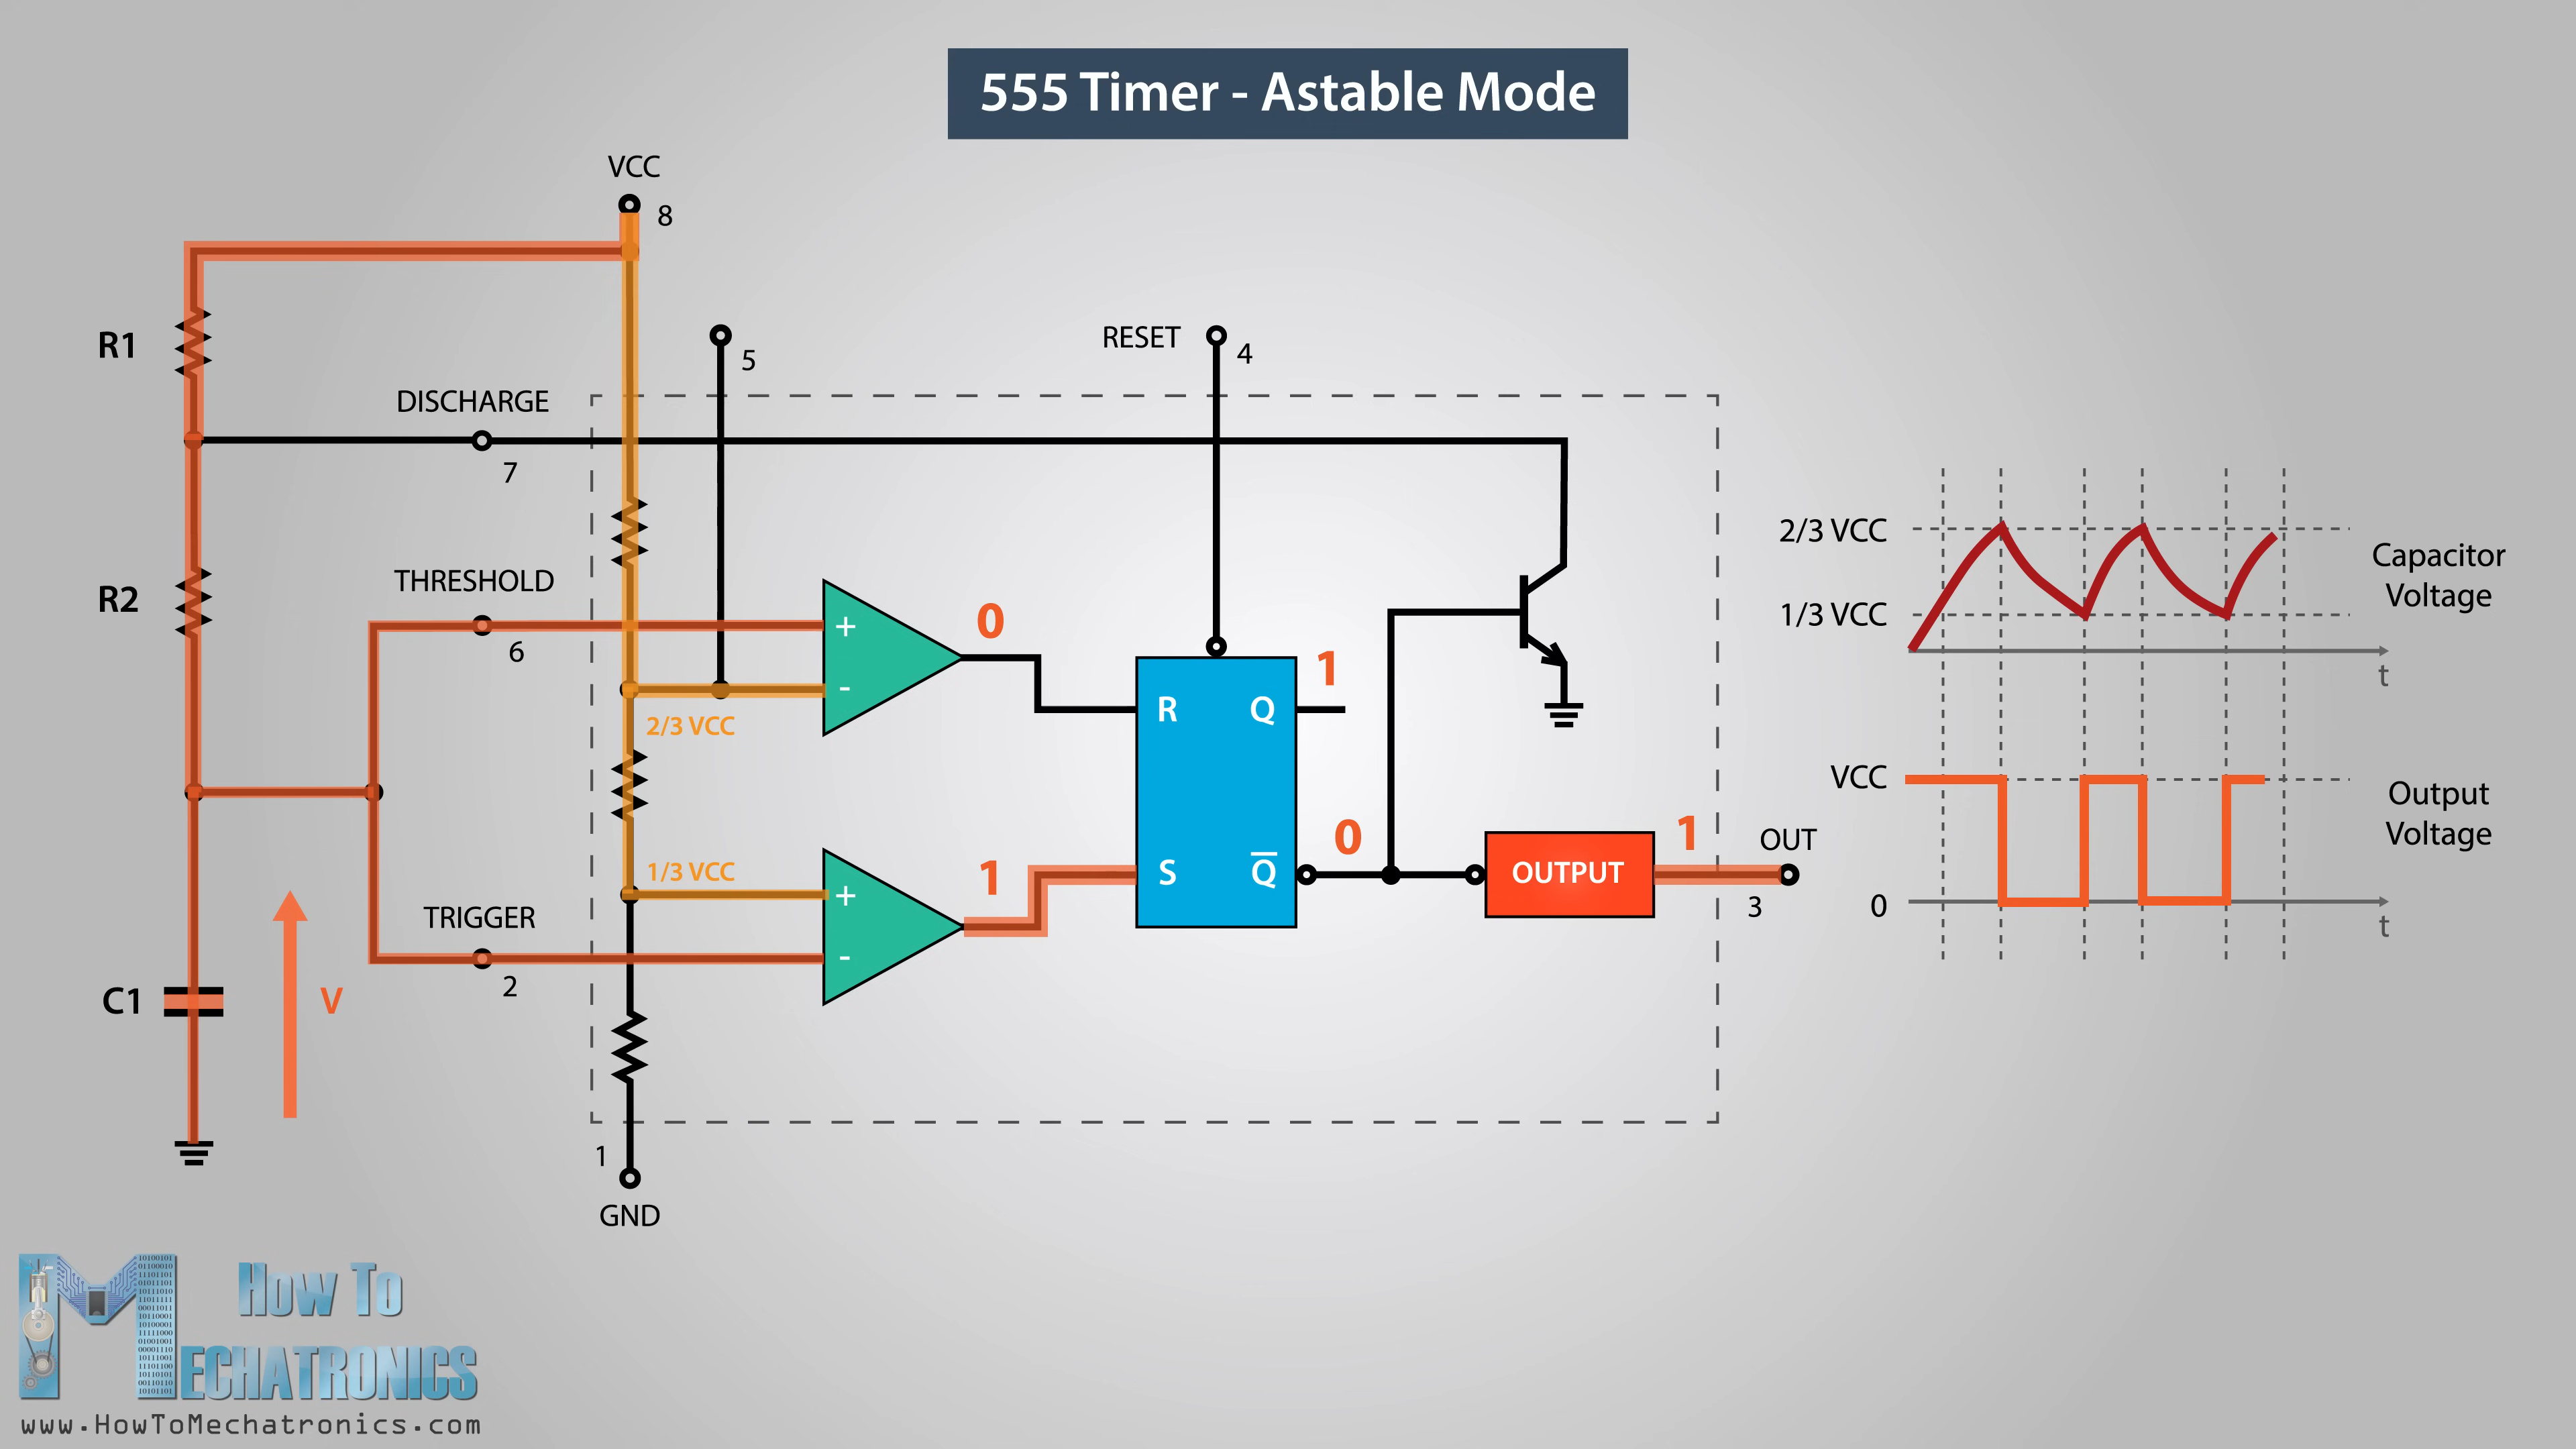 555 Timer - Astable Mode
VCC
8
R1
5
RESET
4
DISCHARGE
7
THRESHOLD
6
R2
+
-
0
2/3 VCC
R
Q
1
S
Q̅
0
1/3 VCC
+
-
1
TRIGGER
2
OUTPUT
1
OUT
3
C1
V
1
GND
2/3 VCC
1/3 VCC
t
Capacitor
Voltage
VCC
0
t
Output
Voltage
How To
MECHATRONICS
www.HowToMechatronics.com